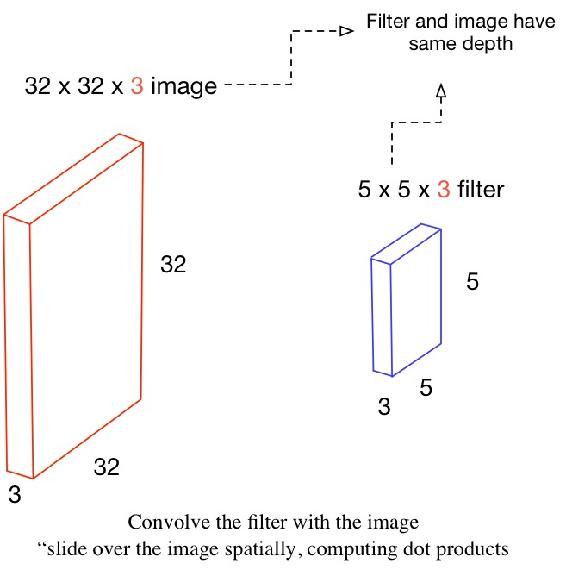 Filter and image have
same depth
32 x 32 x 3 image
5 x 5 x 3 filter
32
5
5
3
32
3
Convolve the filter with the image
“slide over the image spatially, computing dot products